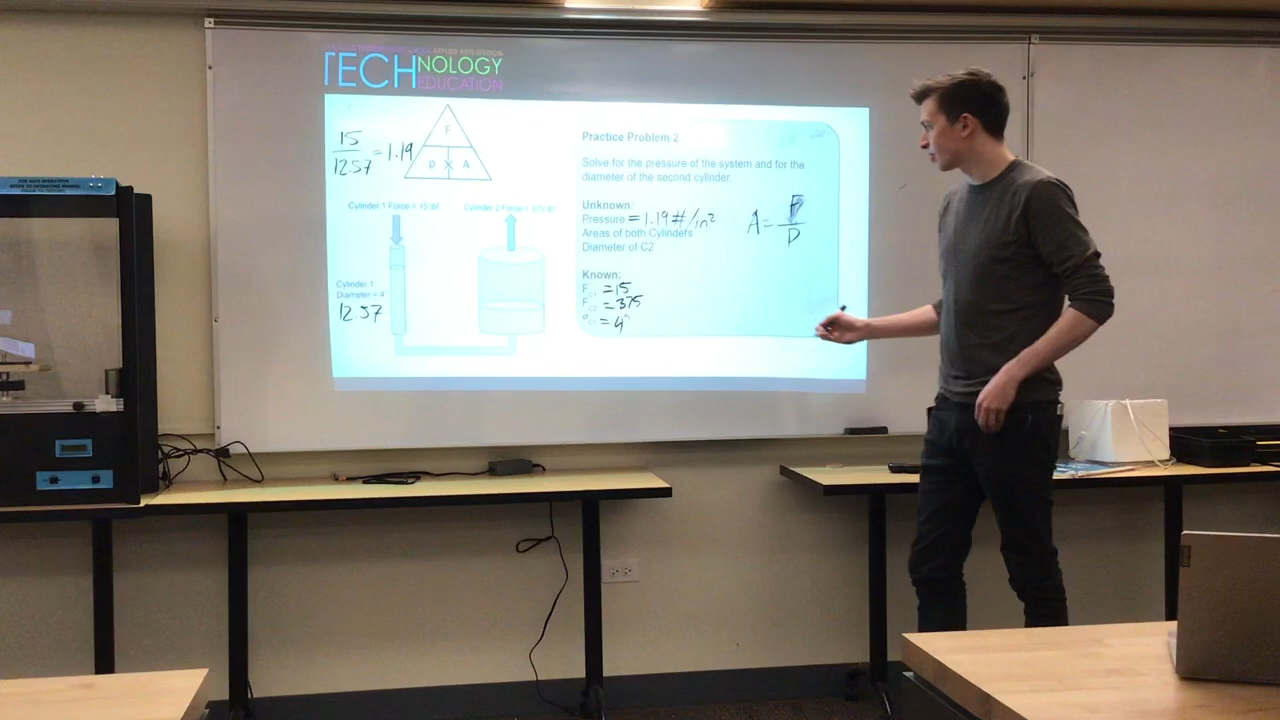 TECHNOLOGY
EDUCATION
15
12.57
=1.19
F
P X A
Practice Problem 2
Solve for the pressure of the system and for the
diameter of the second cylinder.
Cylinder 1 Force = 15 lbf
Cylinder 2 Force = 375 lbf
Unknown:
Pressure =1.19#/in²
Areas of both Cylinders
Diameter of C2
A=F/P
Known:
=15
=375
=4"
Cylinder 1
Diameter = 4"
12.57